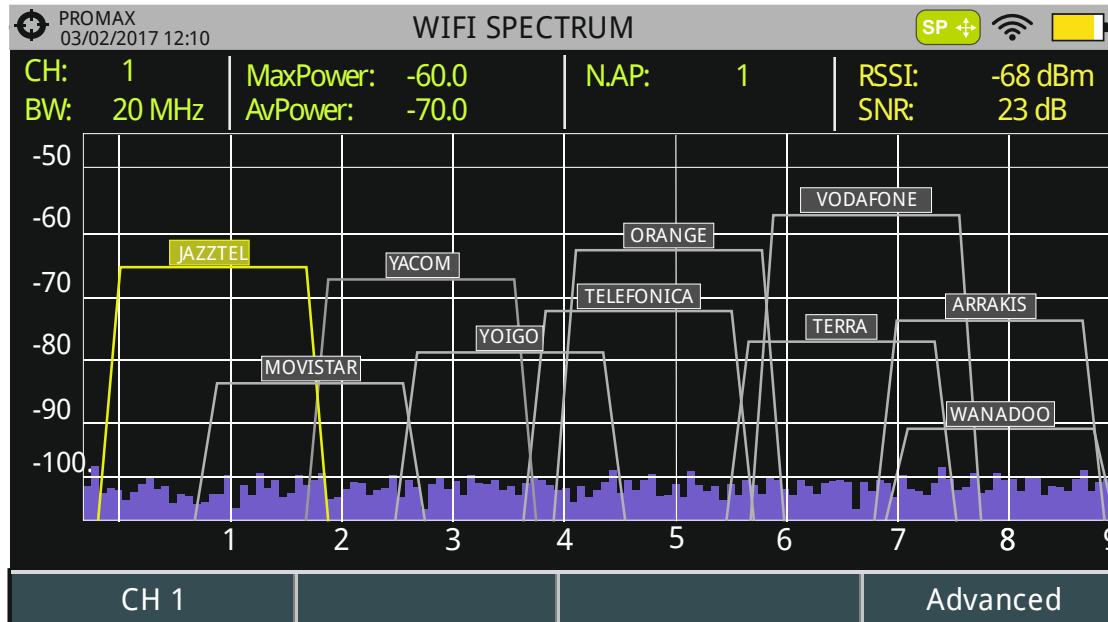 PROMAX
03/02/2017 12:10
WIFI SPECTRUM
SP
CH: 1
MaxPower: -60.0
N.AP: 1
RSSI: -68 dBm
BW: 20 MHz
AvPower: -70.0
SNR: 23 dB
-50
VODAFONE
-60
ORANGE
JAZZTEL
YACOM
-70
TELEFONICA
ARRAKIS
TERRA
YOIGO
-80
MOVISTAR
-90
WANADOO
-100.
1 2 3 4 5 6 7 8 9
CH 1
Advanced